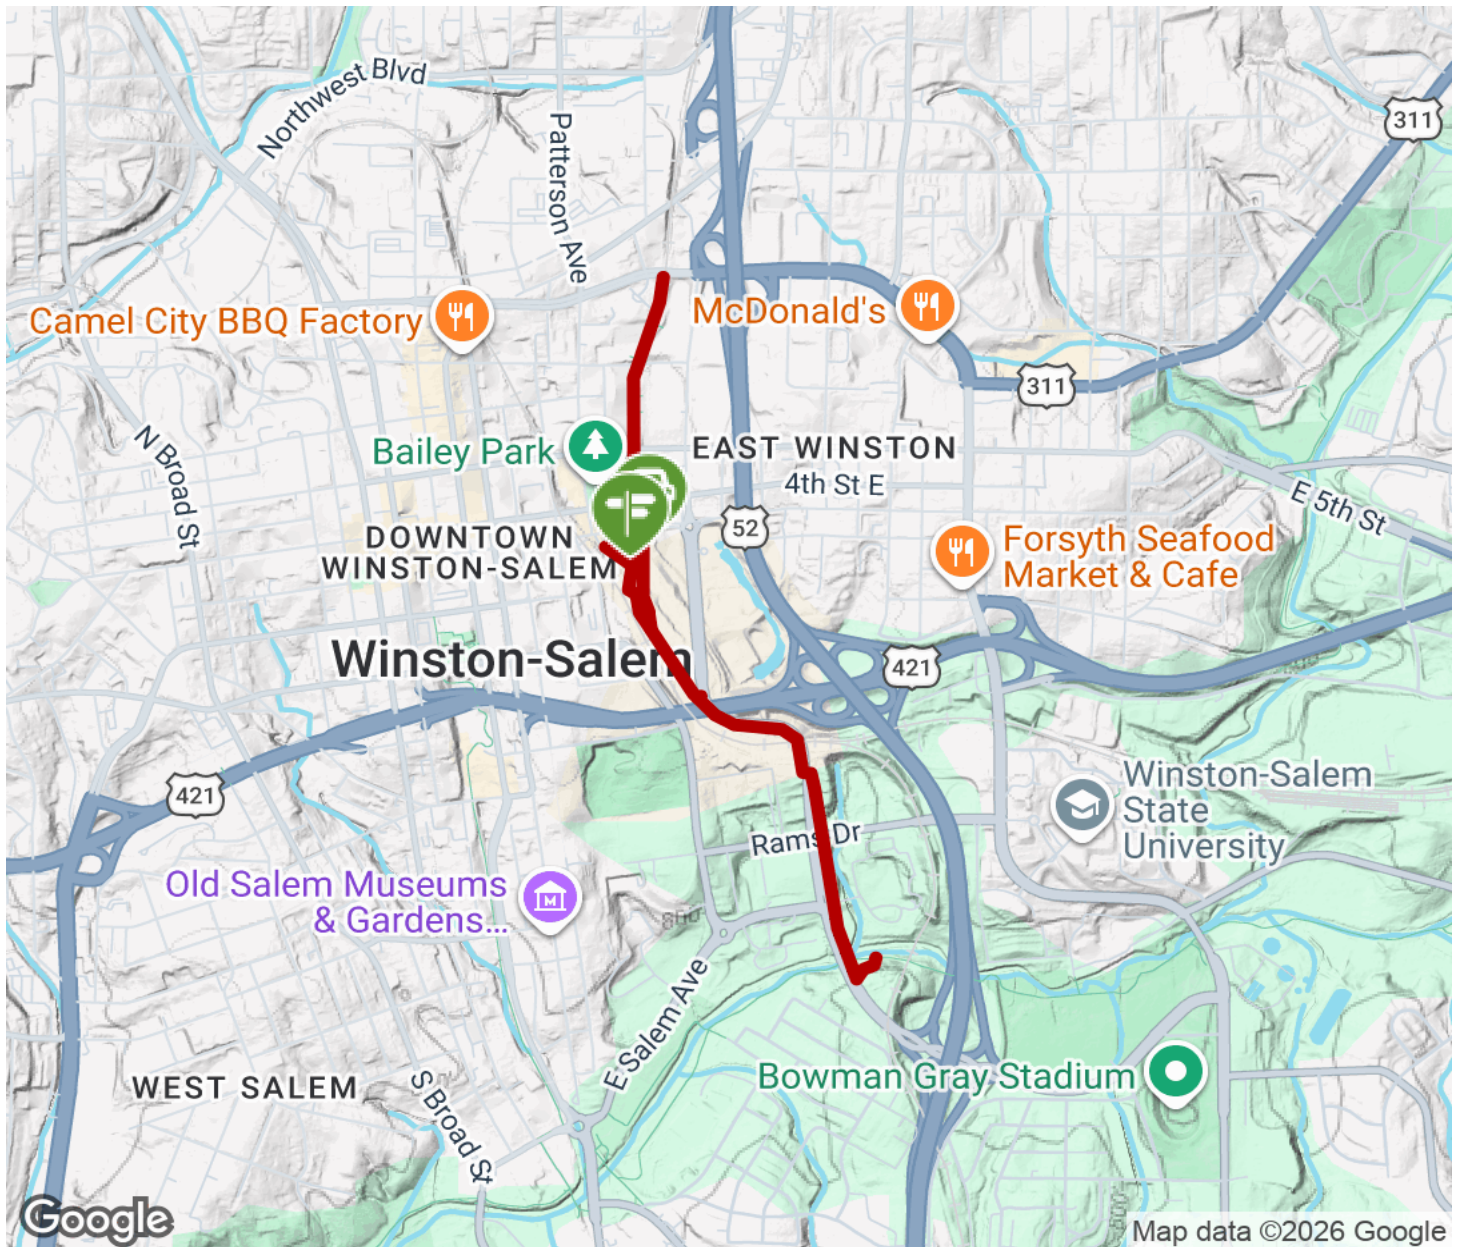 Northwest Blvd
Patterson Ave
311
Camel City BBQ Factory
McDonald's
311
N Broad St
Bailey Park
EAST WINSTON
4th St E
E 5th St
52
DOWNTOWN
WINSTON-SALEM
Forsyth Seafood
Market & Cafe
Winston-Salem
421
421
Winston-Salem
State
University
Rams Dr
Old Salem Museums
& Gardens...
M
E Salem Ave
Bowman Gray Stadium
WEST SALEM
S Broad St
Google
Map data ©2026 Google